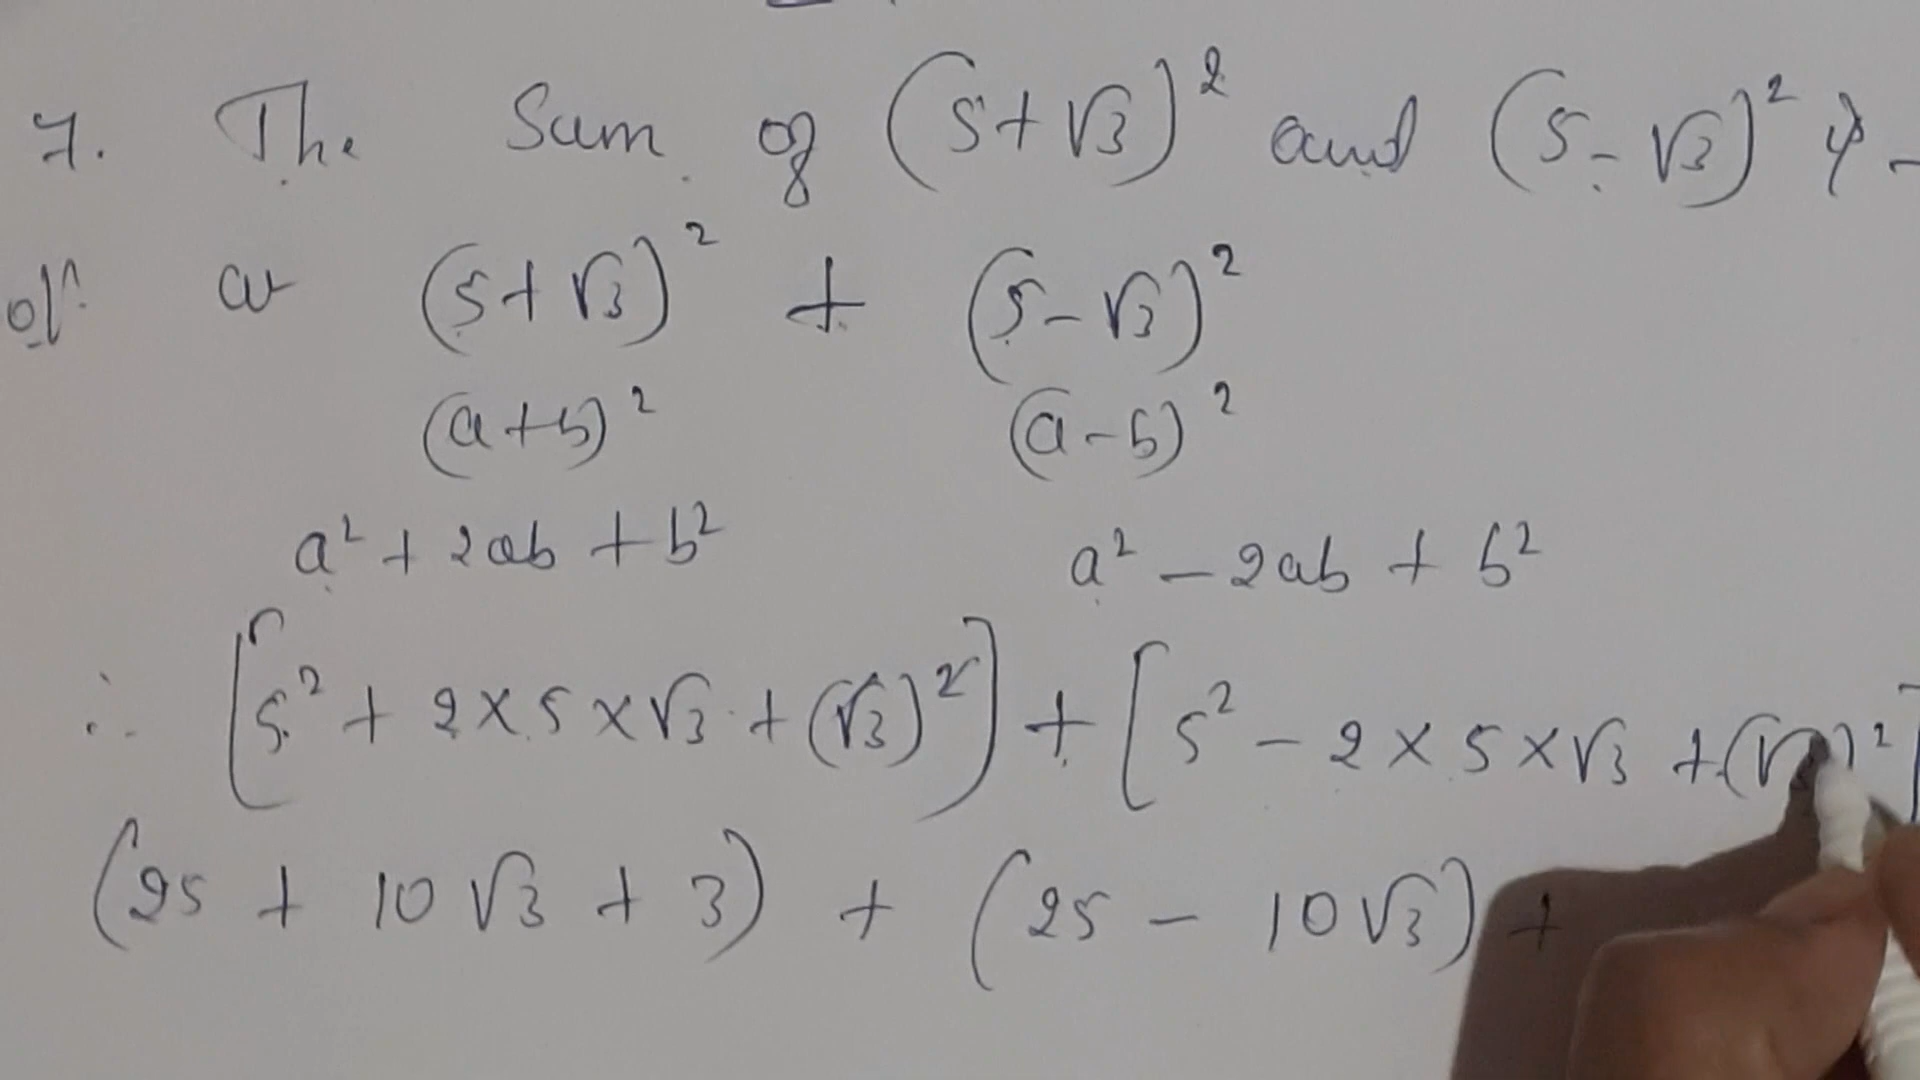 7. The Sum of (5+√3)² and (5-√3)² is -
ol⁽ⁿ⁾. (5+√3)² + (5-√3)²
(a+b)² (a-b)²
a² + 2ab + b² a² - 2ab + b²
∴ [5² + 2×5×√3 + (√3)²] + [5² - 2×5×√3 + (√3)²]
(25 + 10√3 + 3) + (25 - 10√3) +